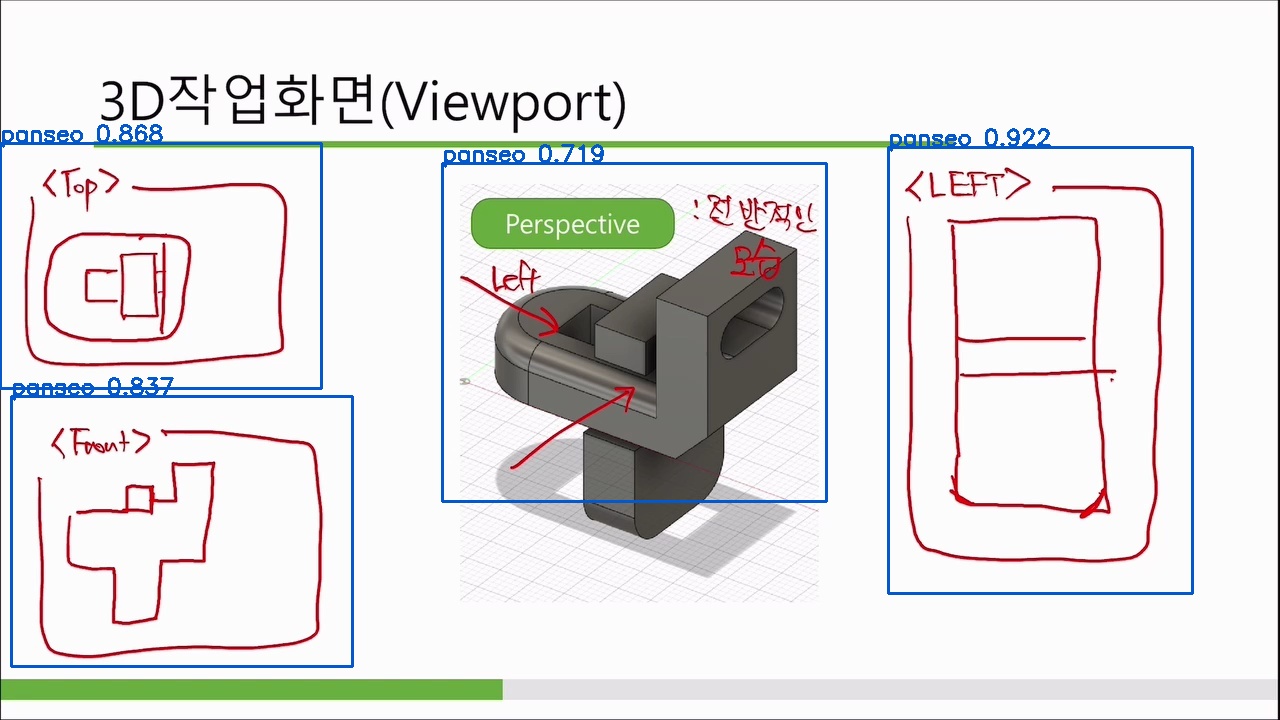 3D작업화면(Viewport)
panseo 0.868
panseo 0.719
panseo 0.922
<Top>
<LEFT>
Perspective
: 전반적인
모습
Left
panseo 0.837
<Front>